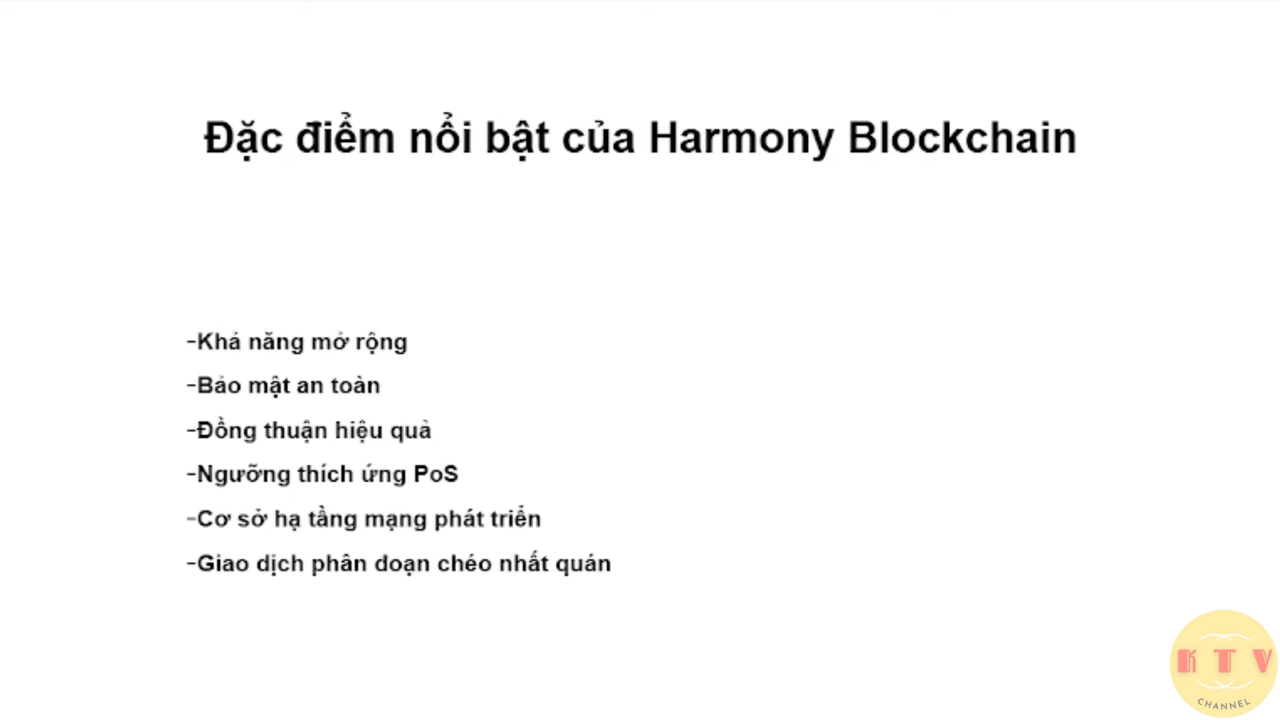 Đặc điểm nổi bật của Harmony Blockchain
-Khả năng mở rộng
-Bảo mật an toàn
-Đồng thuận hiệu quả
-Ngưỡng thích ứng PoS
-Cơ sở hạ tầng mạng phát triển
-Giao dịch phân đoạn chéo nhất quán
KTV
CHANNEL